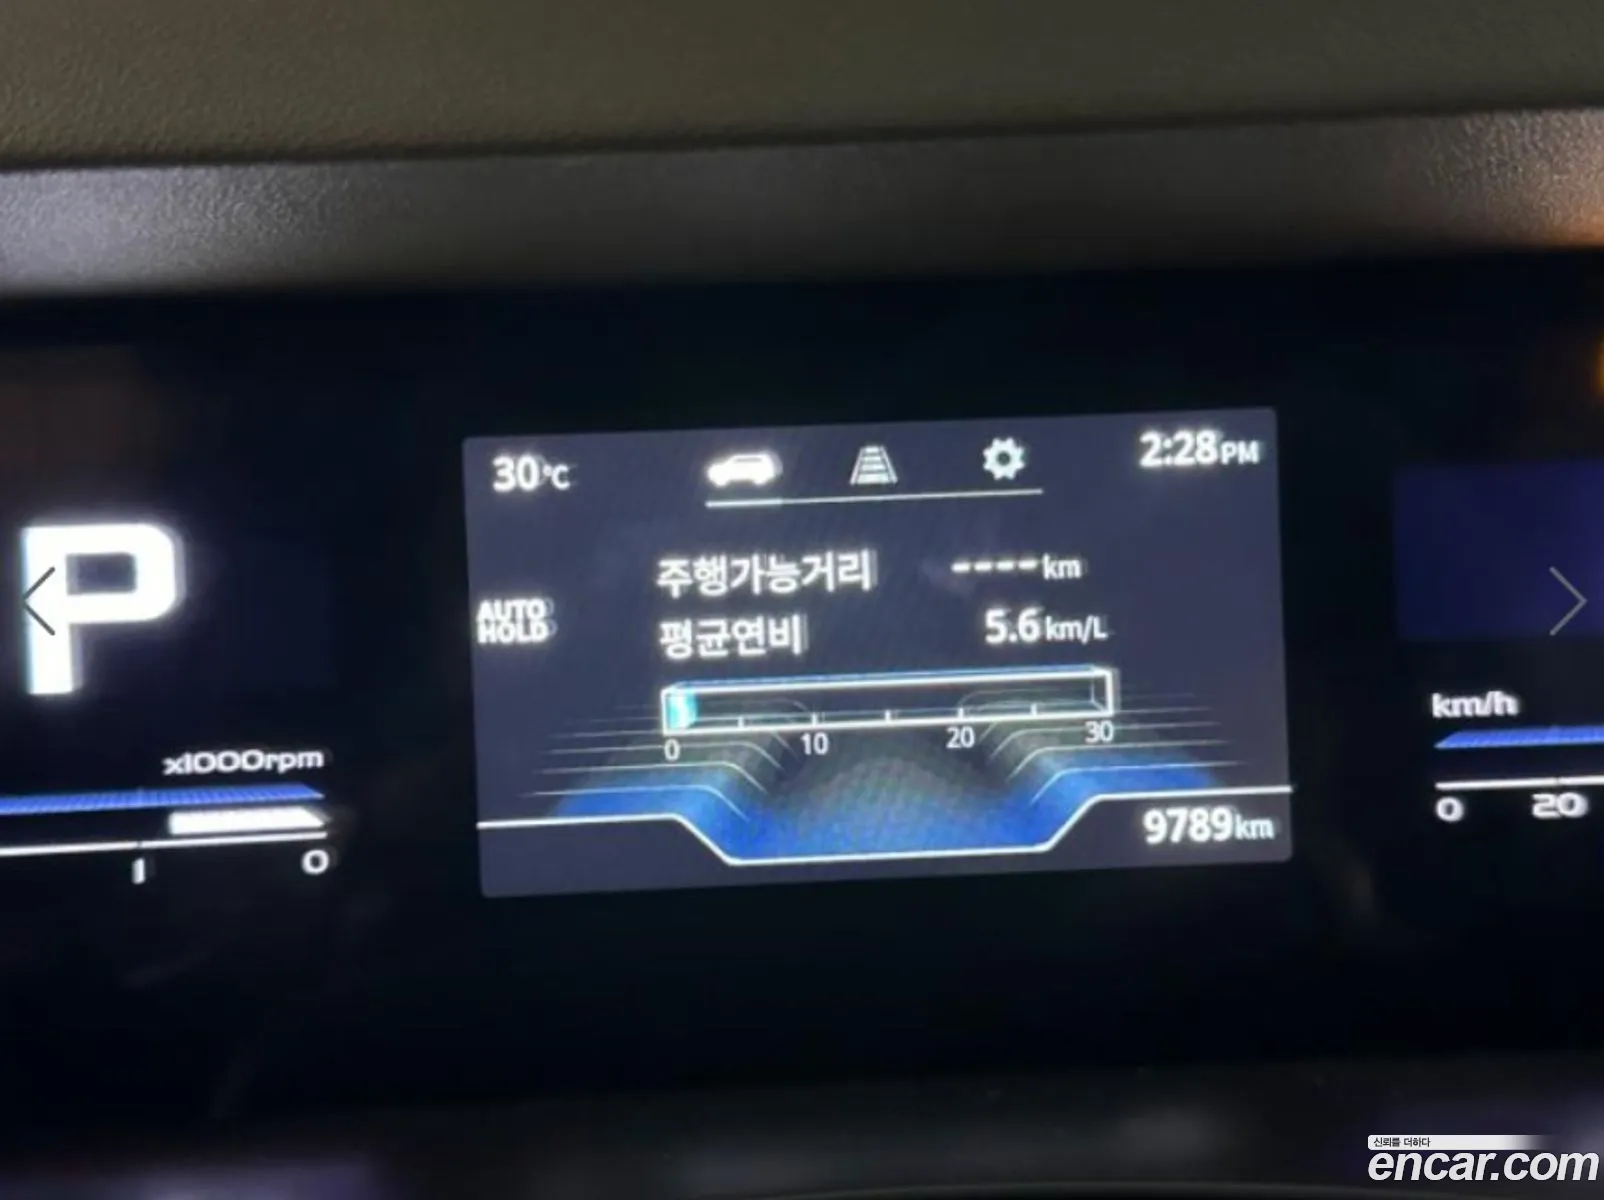 30°C
2:28PM
P
AUTO
HOLD
주행가능거리 ----km
평균연비 5.6km/L
0 10 20 30
9789km
x1000rpm
1 0
km/h
0 20
신뢰를 더하다
encar.com